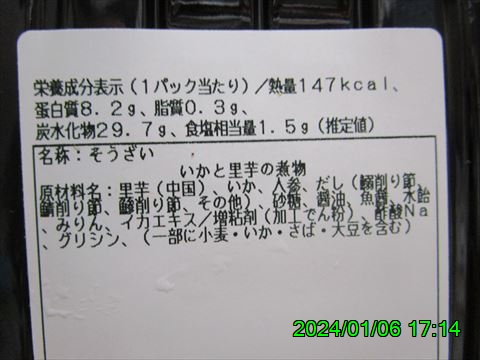 栄養成分表示(1パック当たり)/熱量147kcal、
蛋白質8.2g、脂質0.3g、
炭水化物29.7g、食塩相当量1.5g(推定値)
名称:そうざい
いかと里芋の煮物
原材料名:里芋(中国)、いか、人参、だし(鰯削り節、
鯖削り節、鰹削り節、その他)、砂糖、醤油、魚醤、水飴
、みりん、イカエキス/増粘剤(加工でん粉)、酢酸Na
、グリシン、(一部に小麦・いか・さば・大豆を含む)
2024/01/06 17:14